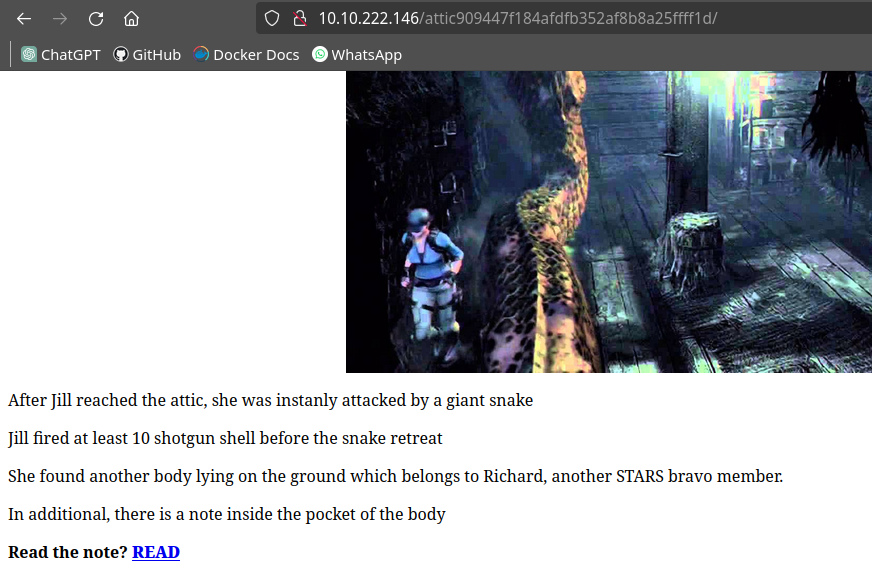 10.10.222.146/attic909447f184afdfb352af8b8a25ffff1d/
ChatGPT GitHub Docker Docs WhatsApp
After Jill reached the attic, she was instanly attacked by a giant snake
Jill fired at least 10 shotgun shell before the snake retreat
She found another body lying on the ground which belongs to Richard, another STARS bravo member.
In additional, there is a note inside the pocket of the body
Read the note? READ